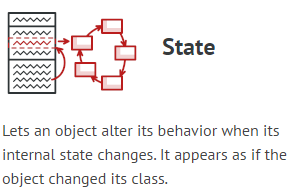 State
Lets an object alter its behavior when its
internal state changes. It appears as if the
object changed its class.